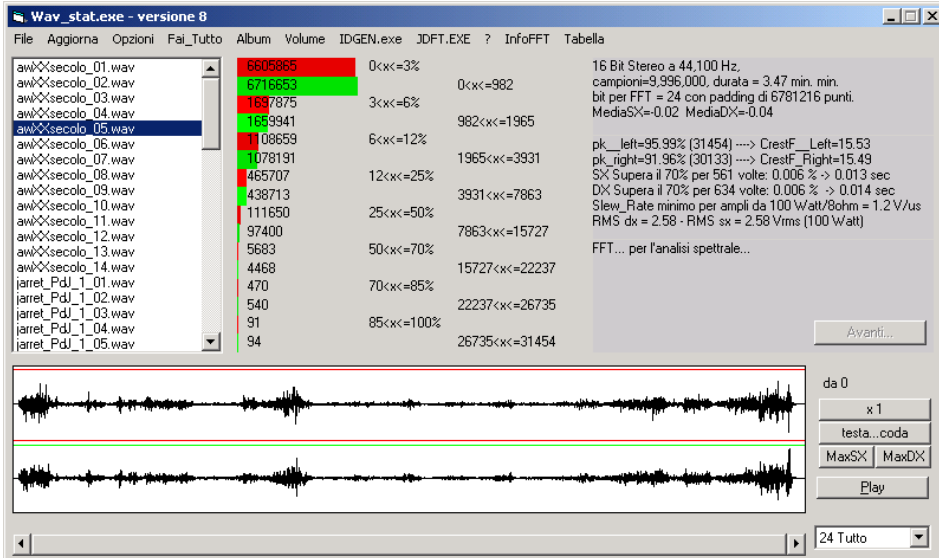 Wav_stat.exe - versione 8
File Aggiorna Opzioni Fai_Tutto Album Volume IDGEN.exe JDFT.EXE ? InfoFFT Tabella
awXXsecolo_01.wav
awXXsecolo_02.wav
awXXsecolo_03.wav
awXXsecolo_04.wav
awXXsecolo_05.wav
awXXsecolo_06.wav
awXXsecolo_07.wav
awXXsecolo_08.wav
awXXsecolo_09.wav
awXXsecolo_10.wav
awXXsecolo_11.wav
awXXsecolo_12.wav
awXXsecolo_13.wav
awXXsecolo_14.wav
jarret_PdJ_1_01.wav
jarret_PdJ_1_02.wav
jarret_PdJ_1_03.wav
jarret_PdJ_1_04.wav
jarret_PdJ_1_05.wav
6605865 0<x<=3%
6716653 0<x<=982
1697875 3<x<=6%
1659941 982<x<=1965
1108659 6<x<=12%
1078191 1965<x<=3931
465707 12<x<=25%
438713 3931<x<=7863
111650 25<x<=50%
97400 7863<x<=15727
5683 50<x<=70%
4468 15727<x<=22237
470 70<x<=85%
540 22237<x<=26735
91 85<x<=100%
94 26735<x<=31454
16 Bit Stereo a 44,100 Hz,
campioni=9,996,000, durata = 3.47 min. min.
bit per FFT = 24 con padding di 6781216 punti.
MediaSX=-0.02 MediaDX=-0.04
pk__left=95.99% (31454) ----> CrestF__Left=15.53
pk_right=91.96% (30133) ----> CrestF_Right=15.49
SX Supera il 70% per 561 volte: 0.006 % -> 0.013 sec
DX Supera il 70% per 634 volte: 0.006 % -> 0.014 sec
Slew_Rate minimo per ampli da 100 Watt/8ohm = 1.2 V/us
RMS dx = 2.58 - RMS sx = 2.58 Vrms (100 Watt)
FFT... per l'analisi spettrale...
Avanti...
da 0
x 1
testa...coda
MaxSX MaxDX
Play
24 Tutto